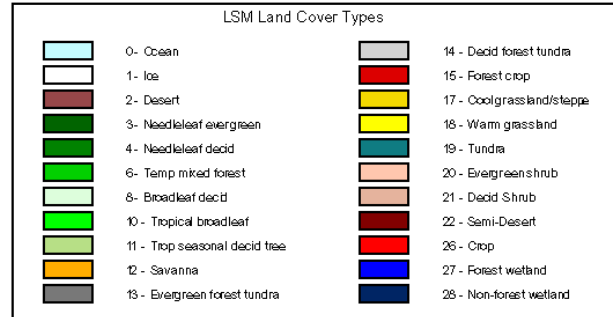 LSM Land Cover Types
0- Ocean
1 - Ice
2 - Desert
3 - Needleleaf evergreen
4 - Needleleaf decid
6 - Temp mixed forest
8 - Broadleaf decid
10 - Tropical broadleaf
11 - Trop seasonal decid tree
12 - Savanna
13 - Evergreen forest tundra
14 - Decid forest tundra
15 - Forest crop
17 - Cool grassland/steppe
18 - Warm grassland
19 - Tundra
20 - Evergreen shrub
21 - Decid Shrub
22 - Semi-Desert
26 - Crop
27 - Forest wetland
28 - Non-forest wetland